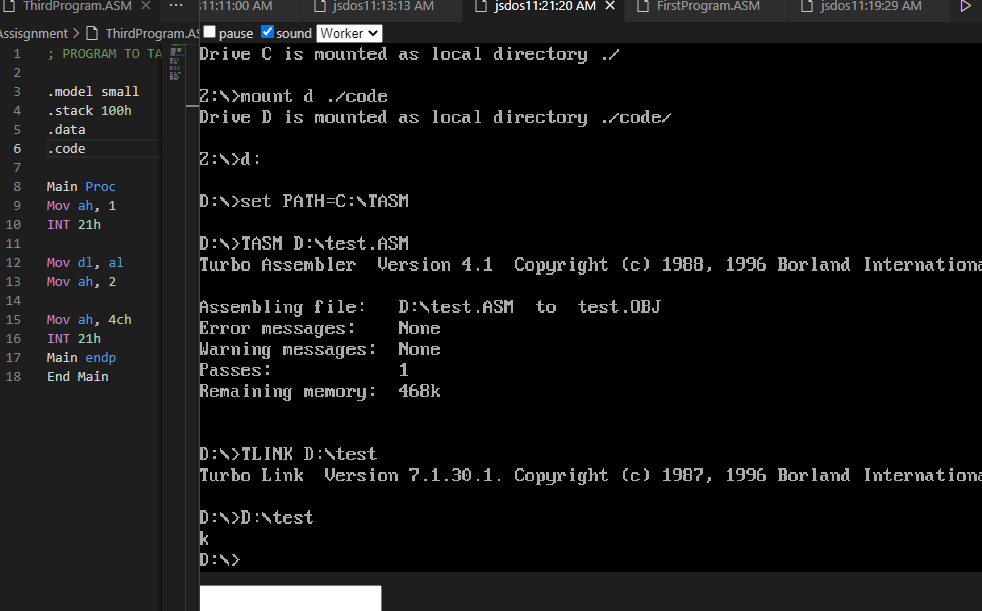 ThirdProgram.ASM ··· 11:11:00 AM jsdos11:13:13 AM jsdos11:21:20 AM FirstProgram.ASM jsdos11:19:29 AM
Assisgnment > ThirdProgram.AS
pause sound Worker
1 ; PROGRAM TO TA
2
3 .model small
4 .stack 100h
5 .data
6 .code
7
8 Main Proc
9 Mov ah, 1
10 INT 21h
11
12 Mov dl, al
13 Mov ah, 2
14
15 Mov ah, 4ch
16 INT 21h
17 Main endp
18 End Main
Drive C is mounted as local directory ./
Z:\>mount d ./code
Drive D is mounted as local directory ./code/
Z:\>d:
D:\>set PATH=C:\TASM
D:\>TASM D:\test.ASM
Turbo Assembler Version 4.1 Copyright (c) 1988, 1996 Borland Internationa
Assembling file: D:\test.ASM to test.OBJ
Error messages: None
Warning messages: None
Passes: 1
Remaining memory: 468k
D:\>TLINK D:\test
Turbo Link Version 7.1.30.1. Copyright (c) 1987, 1996 Borland Internationa
D:\>D:\test
k
D:\>